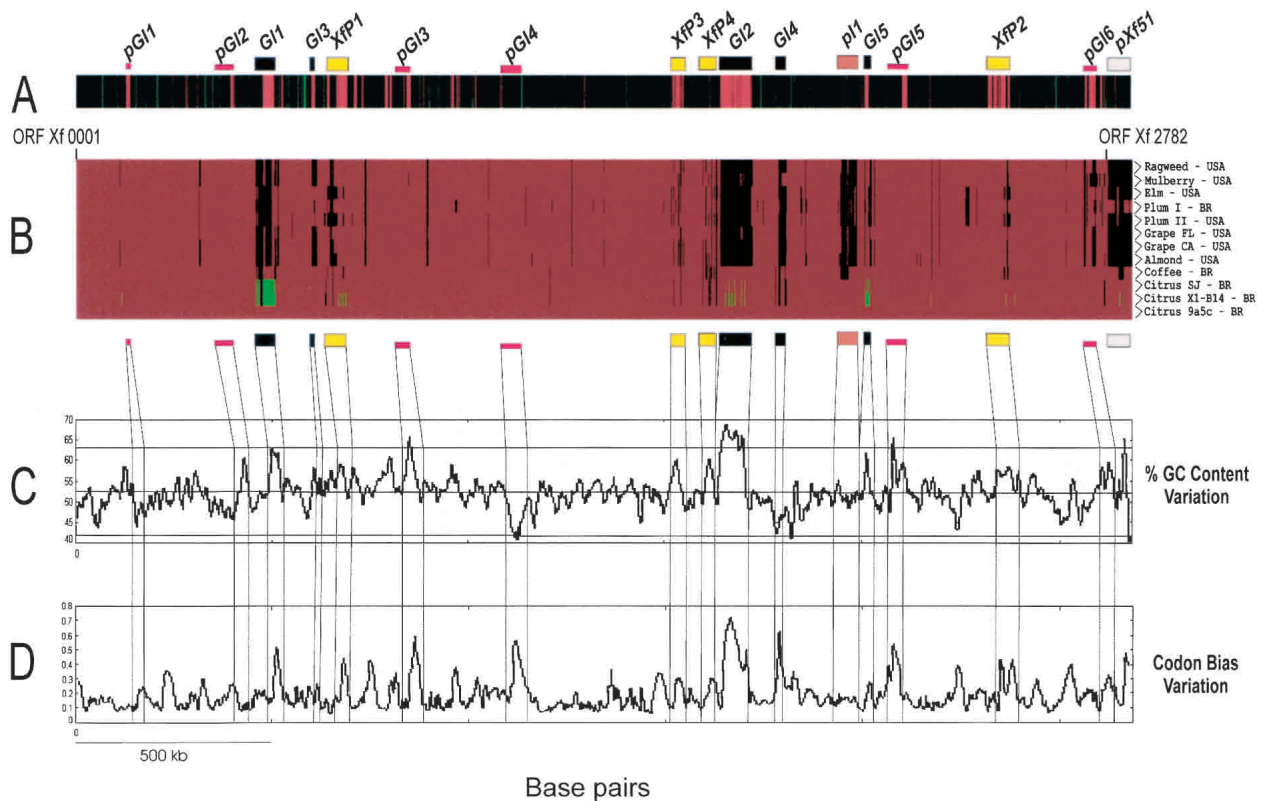 pGI1 pGI2 GI1 GI3 XfP1 pGI3 pGI4 XfP3 XfP4 GI2 GI4 pI1 GI5 pGI5 XfP2 pGI6 pXf51
A
ORF Xf 0001
ORF Xf 2782
B
Ragweed - USA
Mulberry - USA
Elm - USA
Plum I - BR
Plum II - USA
Grape FL - USA
Grape CA - USA
Almond - USA
Coffee - BR
Citrus SJ - BR
Citrus X1-B14 - BR
Citrus 9a5c - BR
C
70
65
60
55
50
45
40
0
% GC Content
Variation
D
0.8
0.7
0.6
0.5
0.4
0.3
0.2
0.1
0
0
Codon Bias
Variation
500 kb
Base pairs